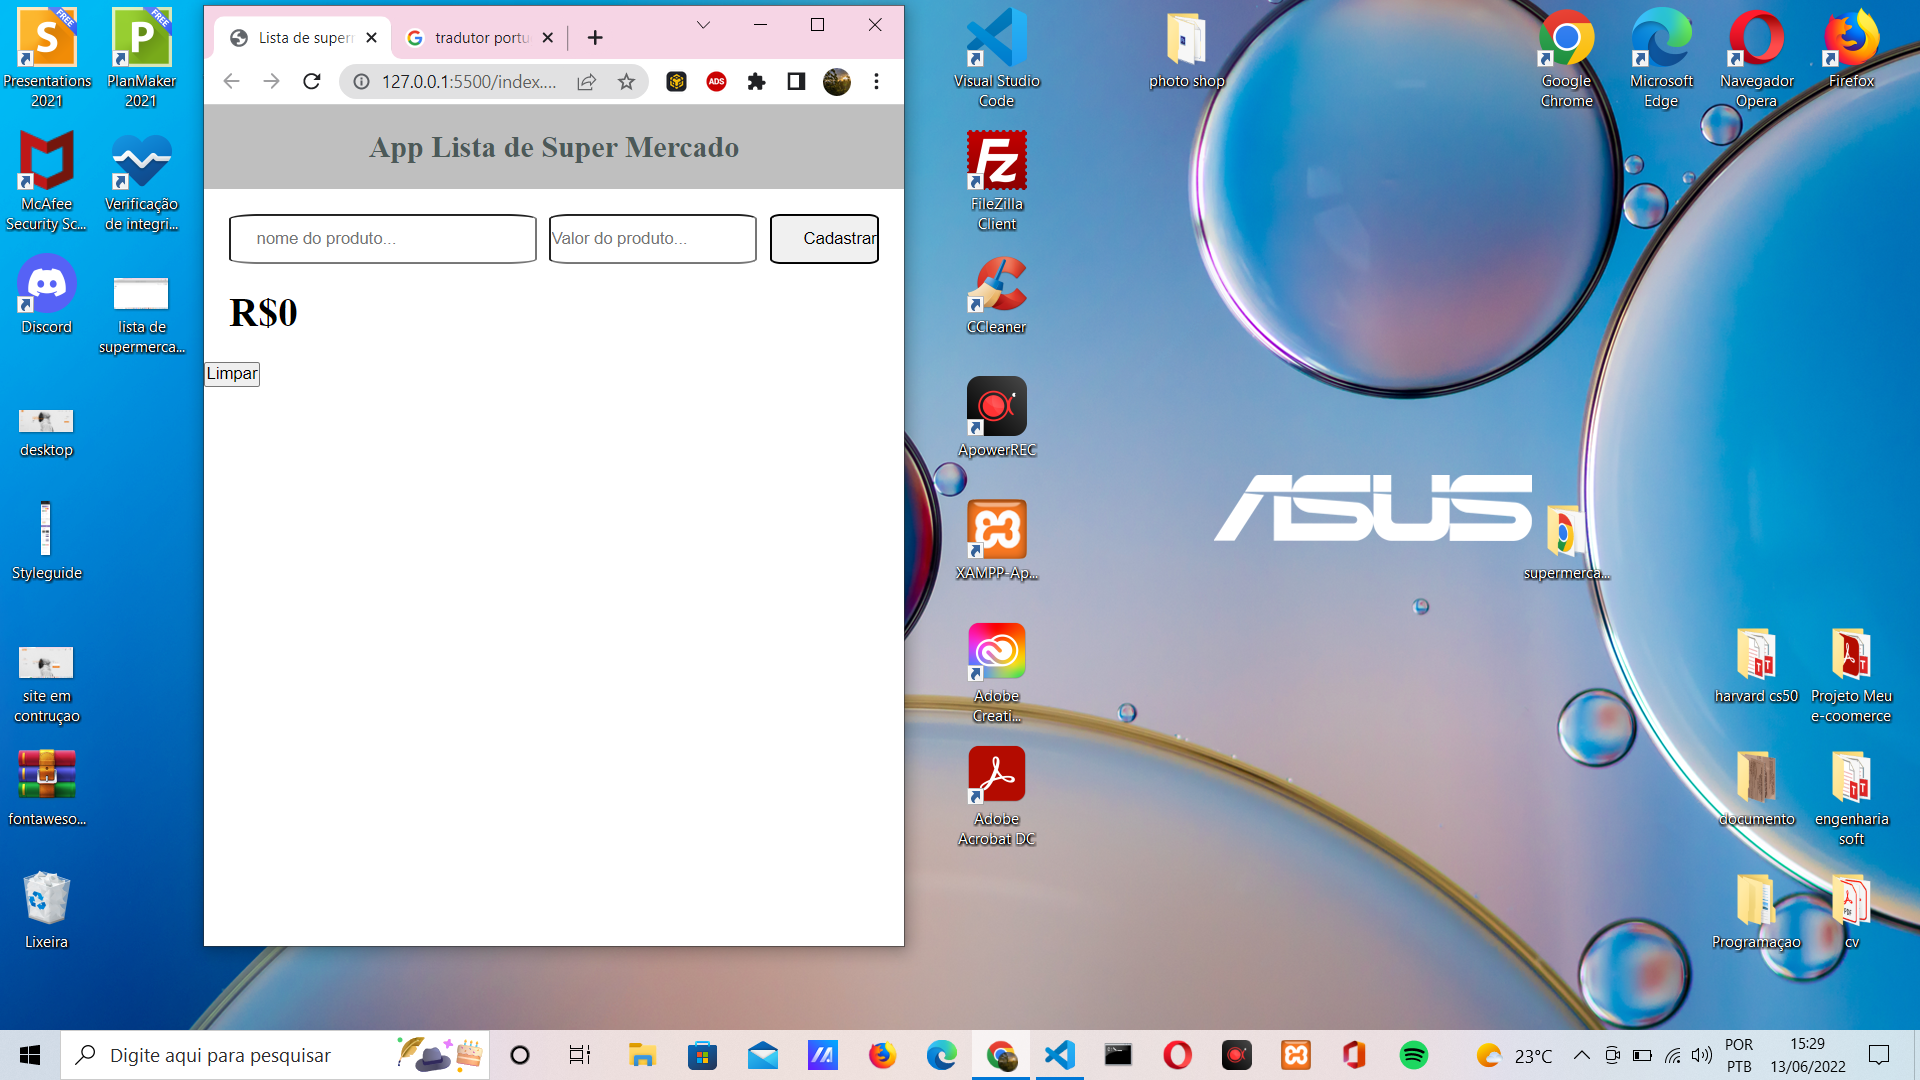 Presentations
2021
PlanMaker
2021
McAfee
Security Sc...
Verificação
de integri...
Discord
lista de
supermerca...
desktop
Styleguide
site em
contruçao
fontaweso...
Lixeira
Lista de super
tradutor portu
127.0.0.1:5500/index....
ADS
App Lista de Super Mercado
nome do produto...
Valor do produto...
Cadastrar
R$0
Limpar
Visual Studio
Code
FileZilla
Client
CCleaner
ApowerREC
XAMPP-Ap...
Adobe
Creati...
Adobe
Acrobat DC
photo shop
Google
Chrome
Microsoft
Edge
Navegador
Opera
Firefox
ASUS
supermerca...
harvard cs50
Projeto Meu
e-coomerce
documento
engenharia
soft
Programaçao
cv
Digite aqui para pesquisar
23°C
POR
PTB
15:29
13/06/2022